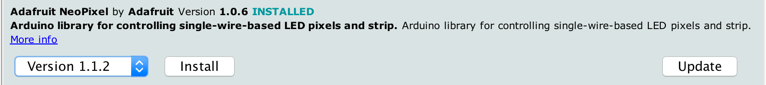 Adafruit NeoPixel by Adafruit Version 1.0.6 INSTALLED
Arduino library for controlling single-wire-based LED pixels and strip. Arduino library for controlling single-wire-based LED pixels and strip.
More info
Version 1.1.2 Install Update